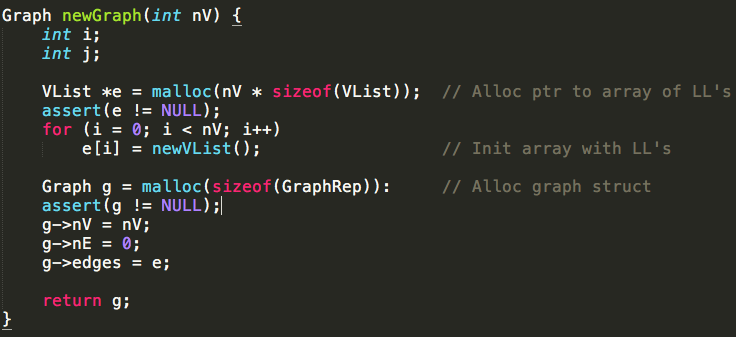 Graph newGraph(int nV) {
    int i;
    int j;

    VList *e = malloc(nV * sizeof(VList));  // Alloc ptr to array of LL's
    assert(e != NULL);
    for (i = 0; i < nV; i++)
        e[i] = newVList();                  // Init array with LL's

    Graph g = malloc(sizeof(GraphRep)):     // Alloc graph struct
    assert(g != NULL);
    g->nV = nV;
    g->nE = 0;
    g->edges = e;

    return g;
}